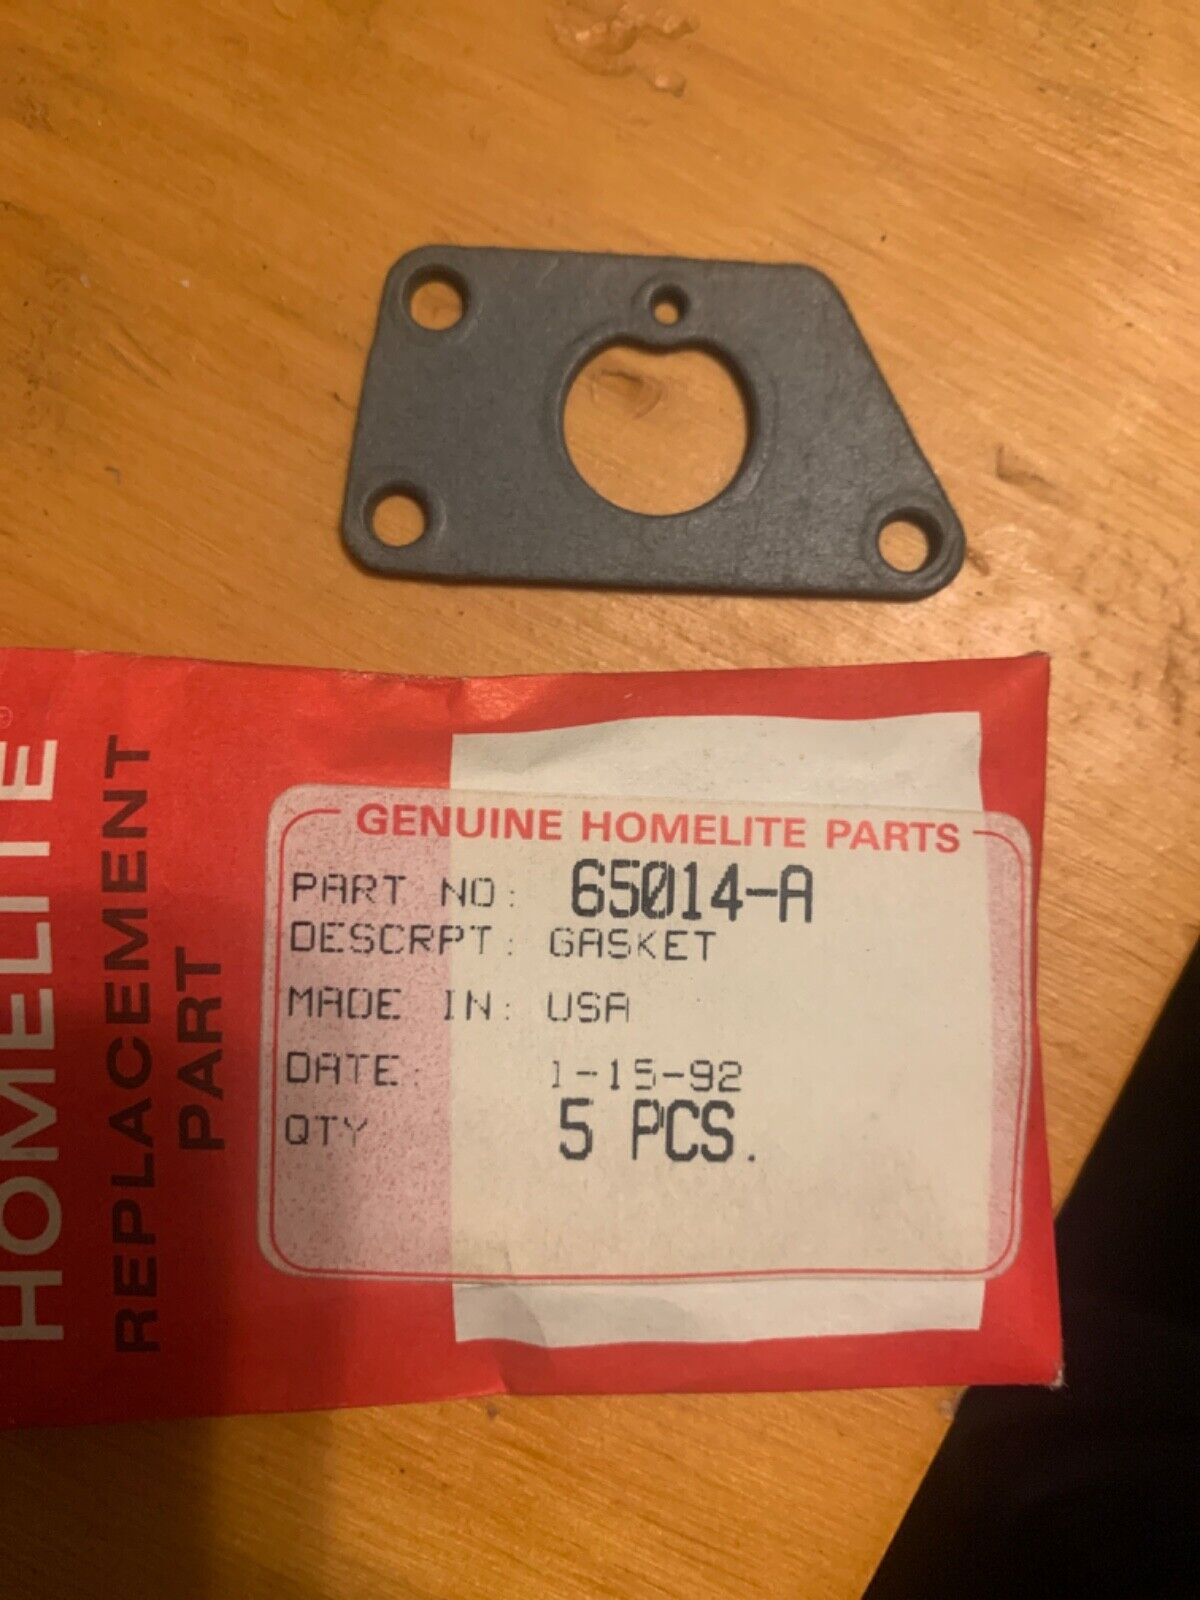 HOMELITE
REPLACEMENT
PART
GENUINE HOMELITE PARTS
PART NO: 65014-A
DESCRPT: GASKET
MADE IN: USA
DATE: 1-15-92
QTY 5 PCS.